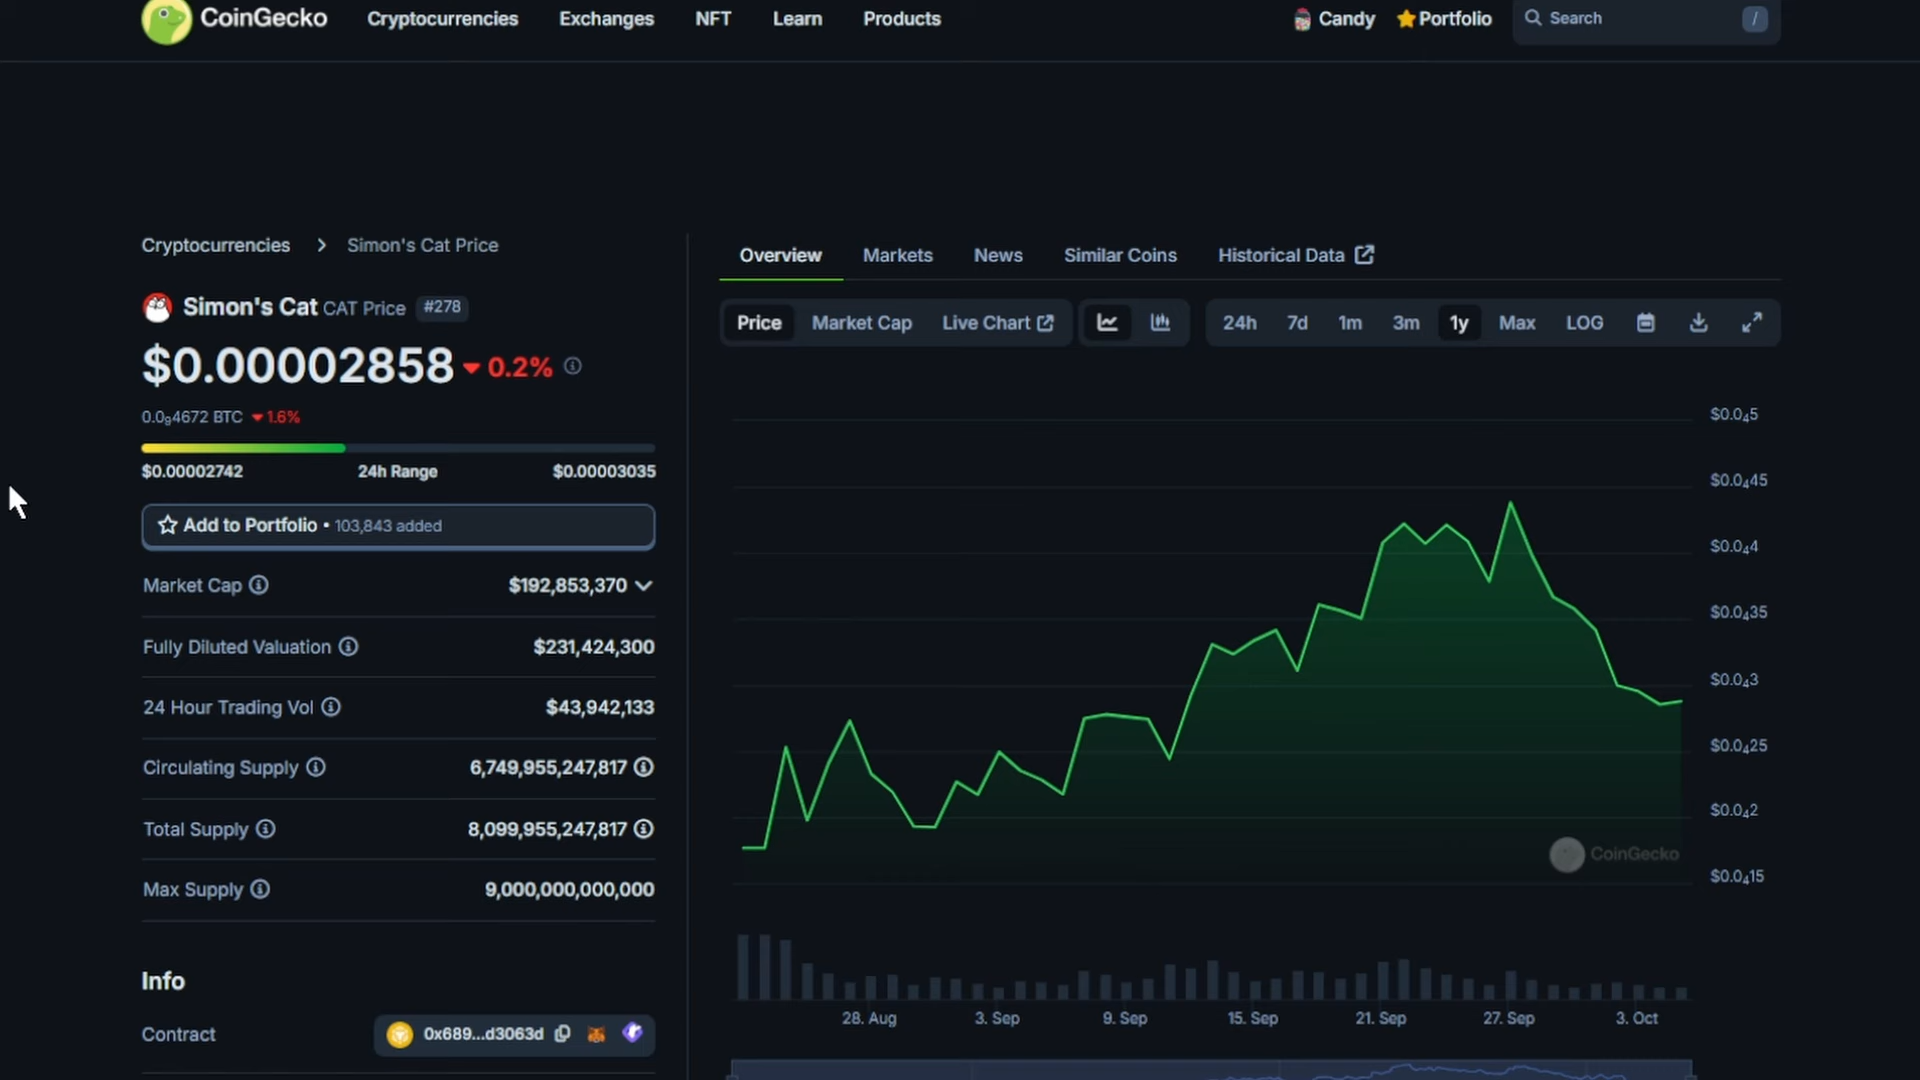 CoinGecko Cryptocurrencies Exchanges NFT Learn Products Candy Portfolio Search /
Cryptocurrencies > Simon's Cat Price
Simon's Cat CAT Price #278
$0.00002858 0.2%
0.0₉4672 BTC 1.6%
$0.00002742 24h Range $0.00003035
Add to Portfolio • 103,843 added
Market Cap $192,853,370
Fully Diluted Valuation $231,424,300
24 Hour Trading Vol $43,942,133
Circulating Supply 6,749,955,247,817
Total Supply 8,099,955,247,817
Max Supply 9,000,000,000,000
Info
Contract 0x689...d3063d
Overview Markets News Similar Coins Historical Data
Price Market Cap Live Chart 24h 7d 1m 3m 1y Max LOG
$0.0₄5
$0.0₄45
$0.0₄4
$0.0₄35
$0.0₄3
$0.0₄25
$0.0₄2
CoinGecko
$0.0₄15
28. Aug 3. Sep 9. Sep 15. Sep 21. Sep 27. Sep 3. Oct